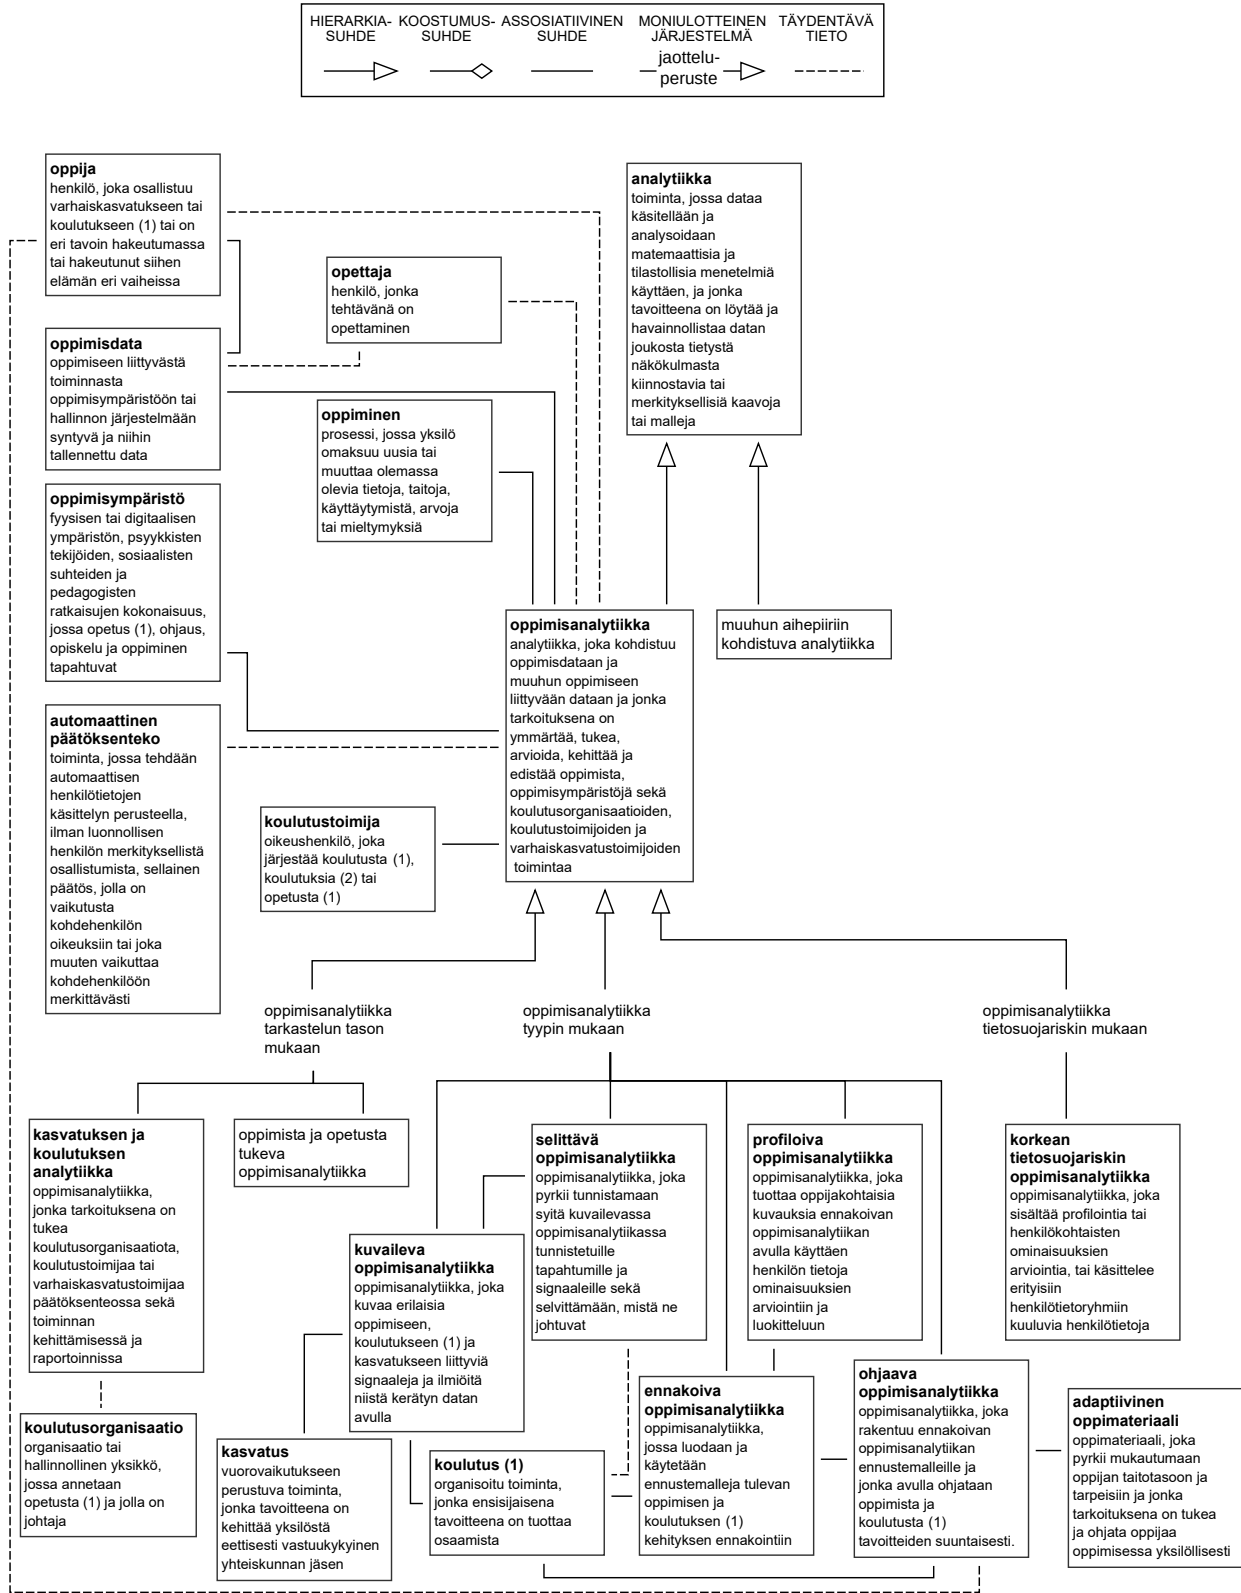 HIERARKIA-
SUHDE
KOOSTUMUS-
SUHDE
ASSOSIATIIVINEN
SUHDE
MONIULOTTEINEN
JÄRJESTELMÄ
TÄYDENTÄVÄ
TIETO
jaottelu-
peruste
oppija
henkilö, joka osallistuu
varhaiskasvatukseen tai
koulutukseen (1) tai on
eri tavoin hakeutumassa
tai hakeutunut siihen
elämän eri vaiheissa
analytiikka
toiminta, jossa dataa
käsitellään ja
analysoidaan
matemaattisia ja
tilastollisia menetelmiä
käyttäen, ja jonka
tavoitteena on löytää ja
havainnollistaa datan
joukosta tietystä
näkökulmasta
kiinnostavia tai
merkityksellisiä kaavoja
tai malleja
opettaja
henkilö, jonka
tehtävänä on
opettaminen
oppimisdata
oppimiseen liittyvästä
toiminnasta
oppimisympäristöön tai
hallinnon järjestelmään
syntyvä ja niihin
tallennettu data
oppiminen
prosessi, jossa yksilö
omaksuu uusia tai
muuttaa olemassa
olevia tietoja, taitoja,
käyttäytymistä, arvoja
tai mieltymyksiä
oppimisympäristö
fyysisen tai digitaalisen
ympäristön, psyykkisten
tekijöiden, sosiaalisten
suhteiden ja
pedagogisten
ratkaisujen kokonaisuus,
jossa opetus (1), ohjaus,
opiskelu ja oppiminen
tapahtuvat
oppimisanalytiikka
analytiikka, joka kohdistuu
oppimisdataan ja
muuhun oppimiseen
liittyvään dataan ja jonka
tarkoituksena on
ymmärtää, tukea,
arvioida, kehittää ja
edistää oppimista,
oppimisympäristöjä sekä
koulutusorganisaatioiden,
koulutustoimijoiden ja
varhaiskasvatustoimijoiden
toimintaa
muuhun aihepiiriin
kohdistuva analytiikka
automaattinen
päätöksenteko
toiminta, jossa tehdään
automaattisen
henkilötietojen
käsittelyn perusteella,
ilman luonnollisen
henkilön merkityksellistä
osallistumista, sellainen
päätös, jolla on
vaikutusta
kohdehenkilön
oikeuksiin tai joka
muuten vaikuttaa
kohdehenkilöön
merkittävästi
koulutustoimija
oikeushenkilö, joka
järjestää koulutusta (1),
koulutuksia (2) tai
opetusta (1)
oppimisanalytiikka
tarkastelun tason
mukaan
oppimisanalytiikka
tyypin mukaan
oppimisanalytiikka
tietosuojariskin mukaan
kasvatuksen ja
koulutuksen
analytiikka
oppimisanalytiikka,
jonka tarkoituksena on
tukea
koulutusorganisaatiota,
koulutustoimijaa tai
varhaiskasvatustoimijaa
päätöksenteossa sekä
toiminnan
kehittämisessä ja
raportoinnissa
oppimista ja opetusta
tukeva
oppimisanalytiikka
selittävä
oppimisanalytiikka
oppimisanalytiikka, joka
pyrkii tunnistamaan
syitä kuvailevassa
oppimisanalytiikassa
tunnistetuille
tapahtumille ja
signaaleille sekä
selvittämään, mistä ne
johtuvat
profiloiva
oppimisanalytiikka
oppimisanalytiikka, joka
tuottaa oppijakohtaisia
kuvauksia ennakoivan
oppimisanalytiikan
avulla käyttäen
henkilön tietoja
ominaisuuksien
arviointiin ja
luokitteluun
korkean
tietosuojariskin
oppimisanalytiikka
oppimisanalytiikka, joka
sisältää profilointia tai
henkilökohtaisten
ominaisuuksien
arviointia, tai käsittelee
erityisiin
henkilötietoryhmiin
kuuluvia henkilötietoja
kuvaileva
oppimisanalytiikka
oppimisanalytiikka, joka
kuvaa erilaisia
oppimiseen,
koulutukseen (1) ja
kasvatukseen liittyviä
signaaleja ja ilmiöitä
niistä kerätyn datan
avulla
ennakoiva
oppimisanalytiikka
oppimisanalytiikka,
jossa luodaan ja
käytetään
ennustemalleja tulevan
oppimisen ja
koulutuksen (1)
kehityksen ennakointiin
ohjaava
oppimisanalytiikka
oppimisanalytiikka, joka
rakentuu ennakoivan
oppimisanalytiikan
ennustemalleille ja
jonka avulla ohjataan
oppimista ja
koulutusta (1)
tavoitteiden suuntaisesti.
adaptiivinen
oppimateriaali
oppimateriaali, joka
pyrkii mukautumaan
oppijan taitotasoon ja
tarpeisiin ja jonka
tarkoituksena on tukea
ja ohjata oppijaa
oppimisessa yksilöllisesti
koulutusorganisaatio
organisaatio tai
hallinnollinen yksikkö,
jossa annetaan
opetusta (1) ja jolla on
johtaja
kasvatus
vuorovaikutukseen
perustuva toiminta,
jonka tavoitteena on
kehittää yksilöstä
eettisesti vastuukykyinen
yhteiskunnan jäsen
koulutus (1)
organisoitu toiminta,
jonka ensisijaisena
tavoitteena on tuottaa
osaamista